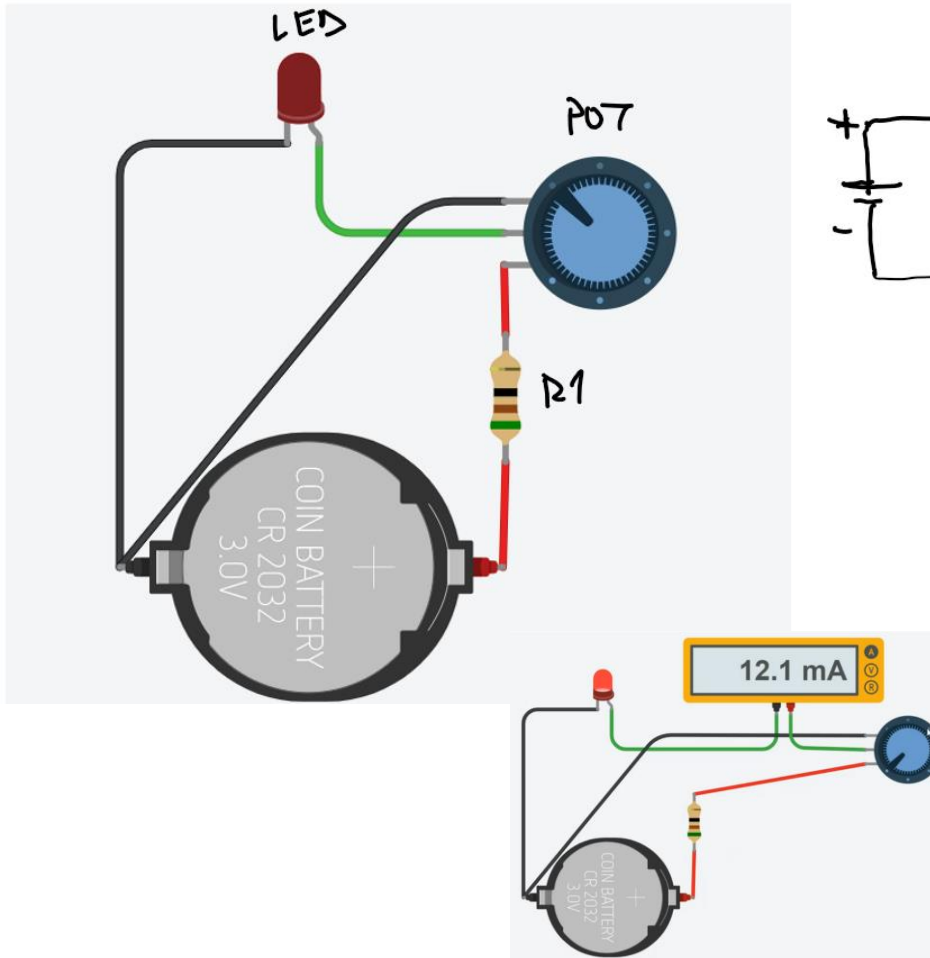 LED
POT
R1
+
-
COIN BATTERY
CR 2032
3.0V
12.1 mA
A
V
R
COIN BATTERY
CR 2032
3.0V